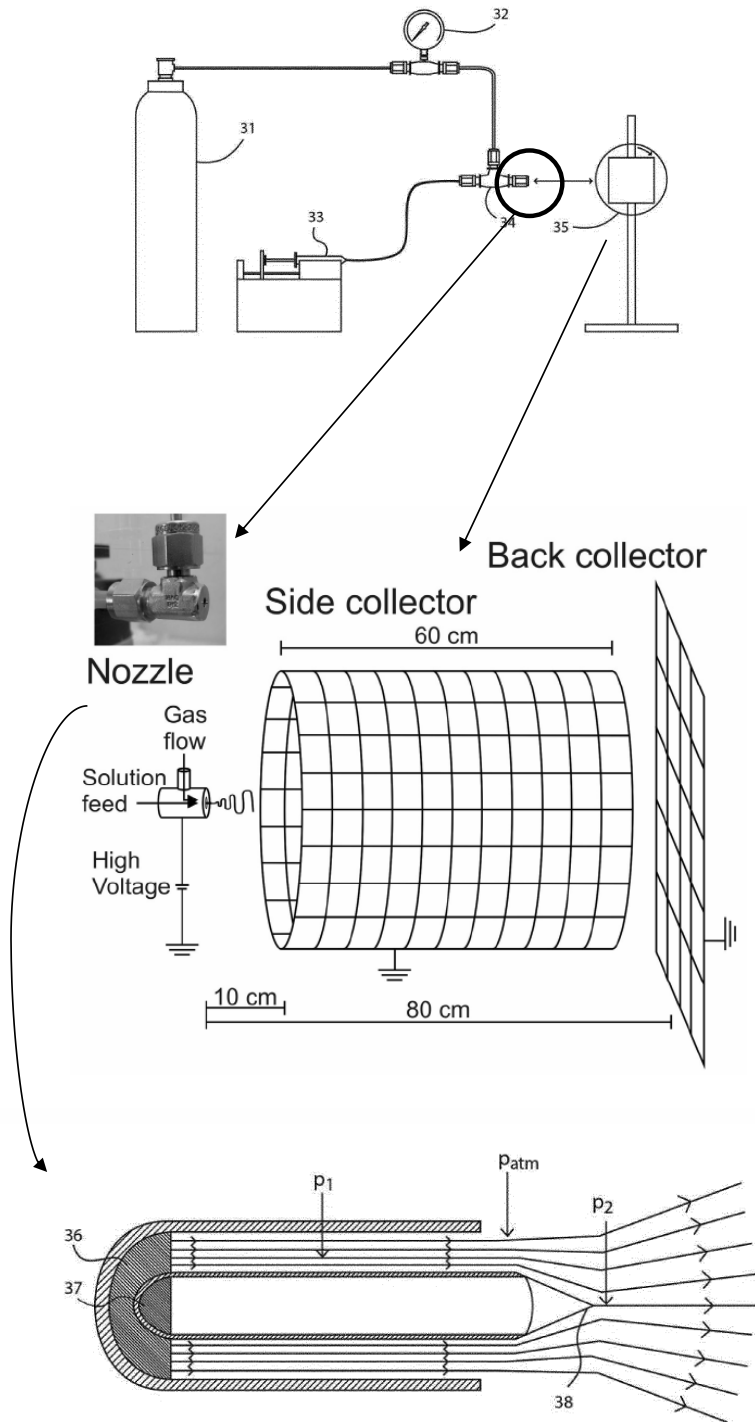 32
31
33
34
35
Back collector
Side collector
60 cm
Nozzle
Gas
flow
Solution
feed
High
Voltage
10 cm
80 cm
patm
p1
p2
36
37
38